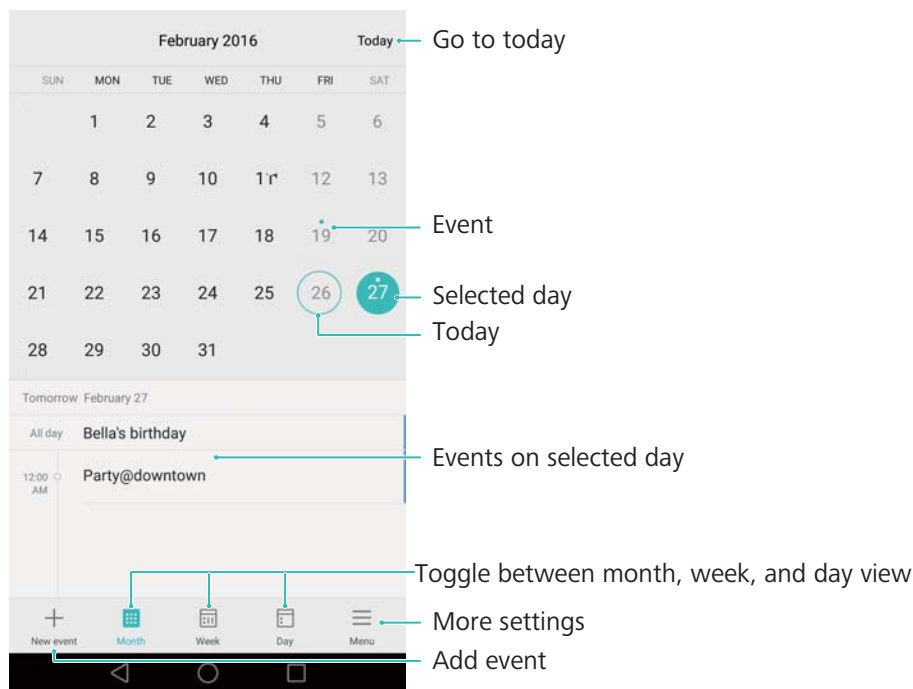 February 2016 Today Go to today
SUN MON TUE WED THU FRI SAT
1 2 3 4 5 6
7 8 9 10 12 13
Event
14 15 16 17 18 19 20
21 22 23 24 25 26 27 Selected day
Today
28 29 30 31
Tomorrow February 27
All day Bella's birthday
Events on selected day
12:00 AM Party@downtown
Toggle between month, week, and day view
New event Month Week Day Menu More settings
Add event